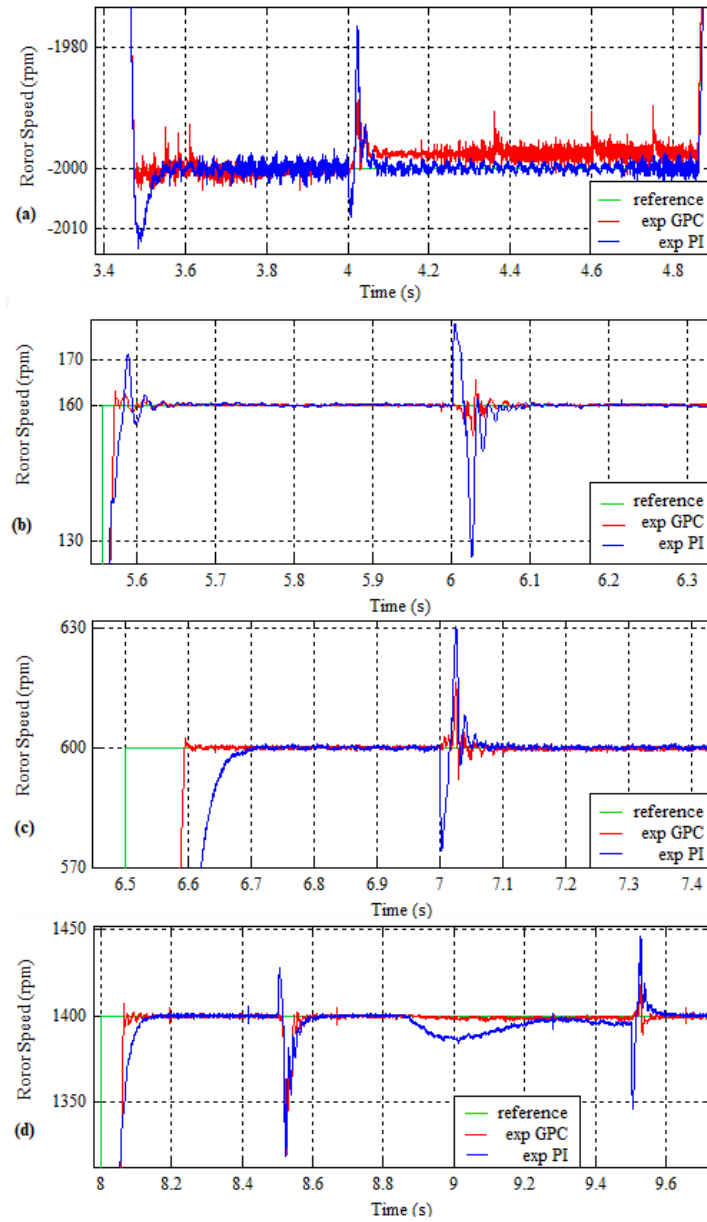 -1980
-2000
-2010
Roror Speed (rpm)
(a)
reference
exp GPC
exp PI
3.4 3.6 3.8 4 4.2 4.4 4.6 4.8
Time (s)
170
160
130
Roror Speed (rpm)
(b)
reference
exp GPC
exp PI
5.6 5.7 5.8 5.9 6 6.1 6.2 6.3
Time (s)
630
600
570
Roror Speed (rpm)
(c)
reference
exp GPC
exp PI
6.5 6.6 6.7 6.8 6.9 7 7.1 7.2 7.3 7.4
Time (s)
1450
1400
1350
Roror Speed (rpm)
(d)
reference
exp GPC
exp PI
8 8.2 8.4 8.6 8.8 9 9.2 9.4 9.6
Time (s)